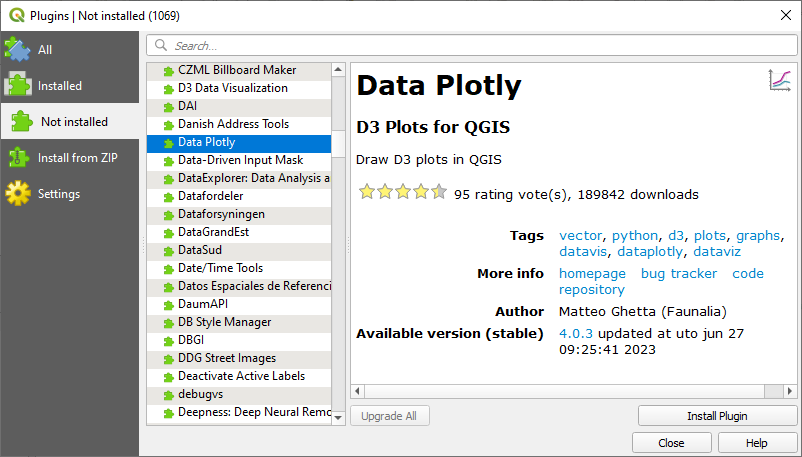 Plugins | Not installed (1069)
All
Installed
Not installed
Install from ZIP
Settings
Search...
CZML Billboard Maker
D3 Data Visualization
DAI
Danish Address Tools
Data Plotly
Data-Driven Input Mask
DataExplorer: Data Analysis a
Datafordeler
Dataforsyningen
DataGrandEst
DataSud
Date/Time Tools
Datos Espaciales de Referenci
DaumAPI
DB Style Manager
DBGI
DDG Street Images
Deactivate Active Labels
debugvs
Deepness: Deep Neural Remo
Data Plotly
D3 Plots for QGIS
Draw D3 plots in QGIS
95 rating vote(s), 189842 downloads
Tags vector, python, d3, plots, graphs,
datavis, dataplotly, dataviz
More info homepage bug tracker code
repository
Author Matteo Ghetta (Faunalia)
Available version (stable) 4.0.3 updated at uto jun 27
09:25:41 2023
Upgrade All
Install Plugin
Close
Help